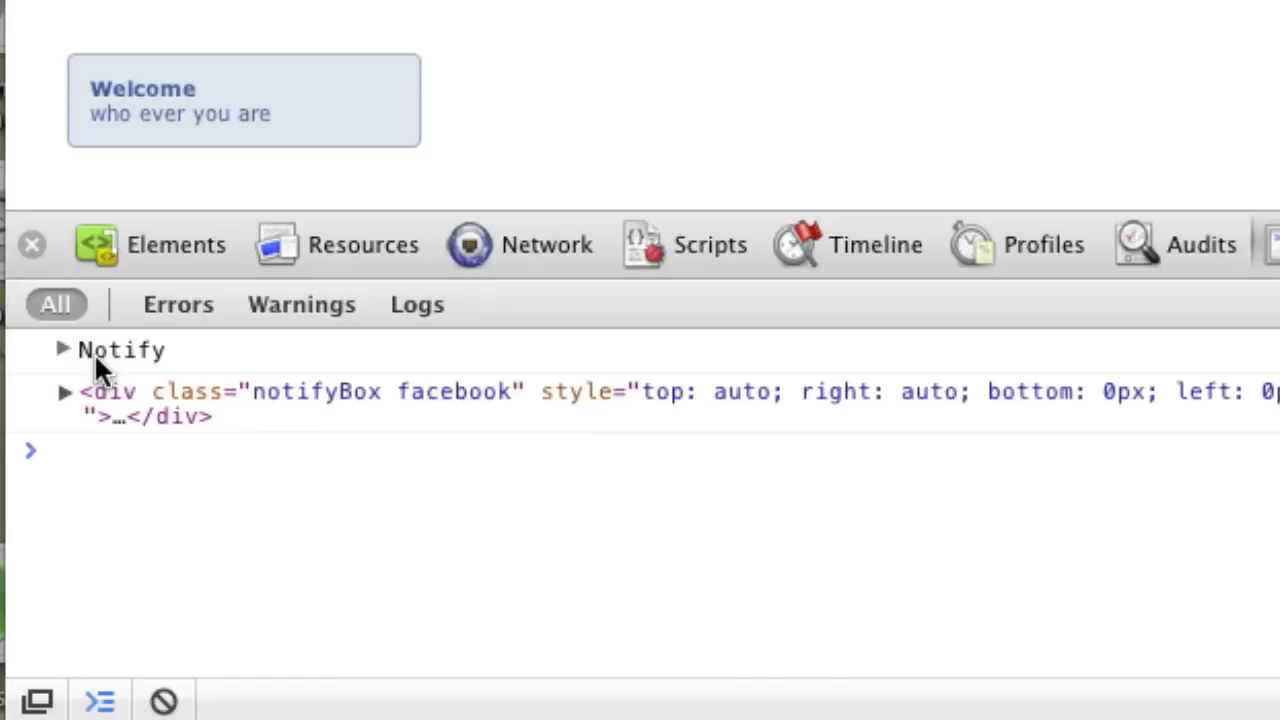 Welcome
who ever you are
Elements Resources Network Scripts Timeline Profiles Audits
All Errors Warnings Logs
Notify
<div class="notifyBox facebook" style="top: auto; right: auto; bottom: 0px; left: 0p
">…</div>